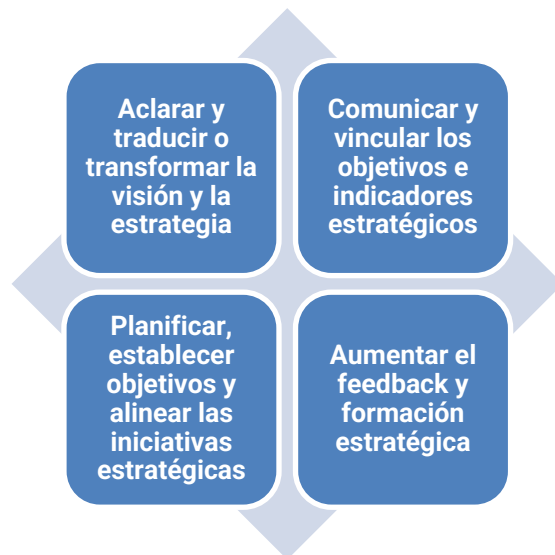 Aclarar y
traducir o
transformar la
visión y la
estrategia
Comunicar y
vincular los
objetivos e
indicadores
estratégicos
Planificar,
establecer
objetivos y
alinear las
iniciativas
estratégicas
Aumentar el
feedback y
formación
estratégica